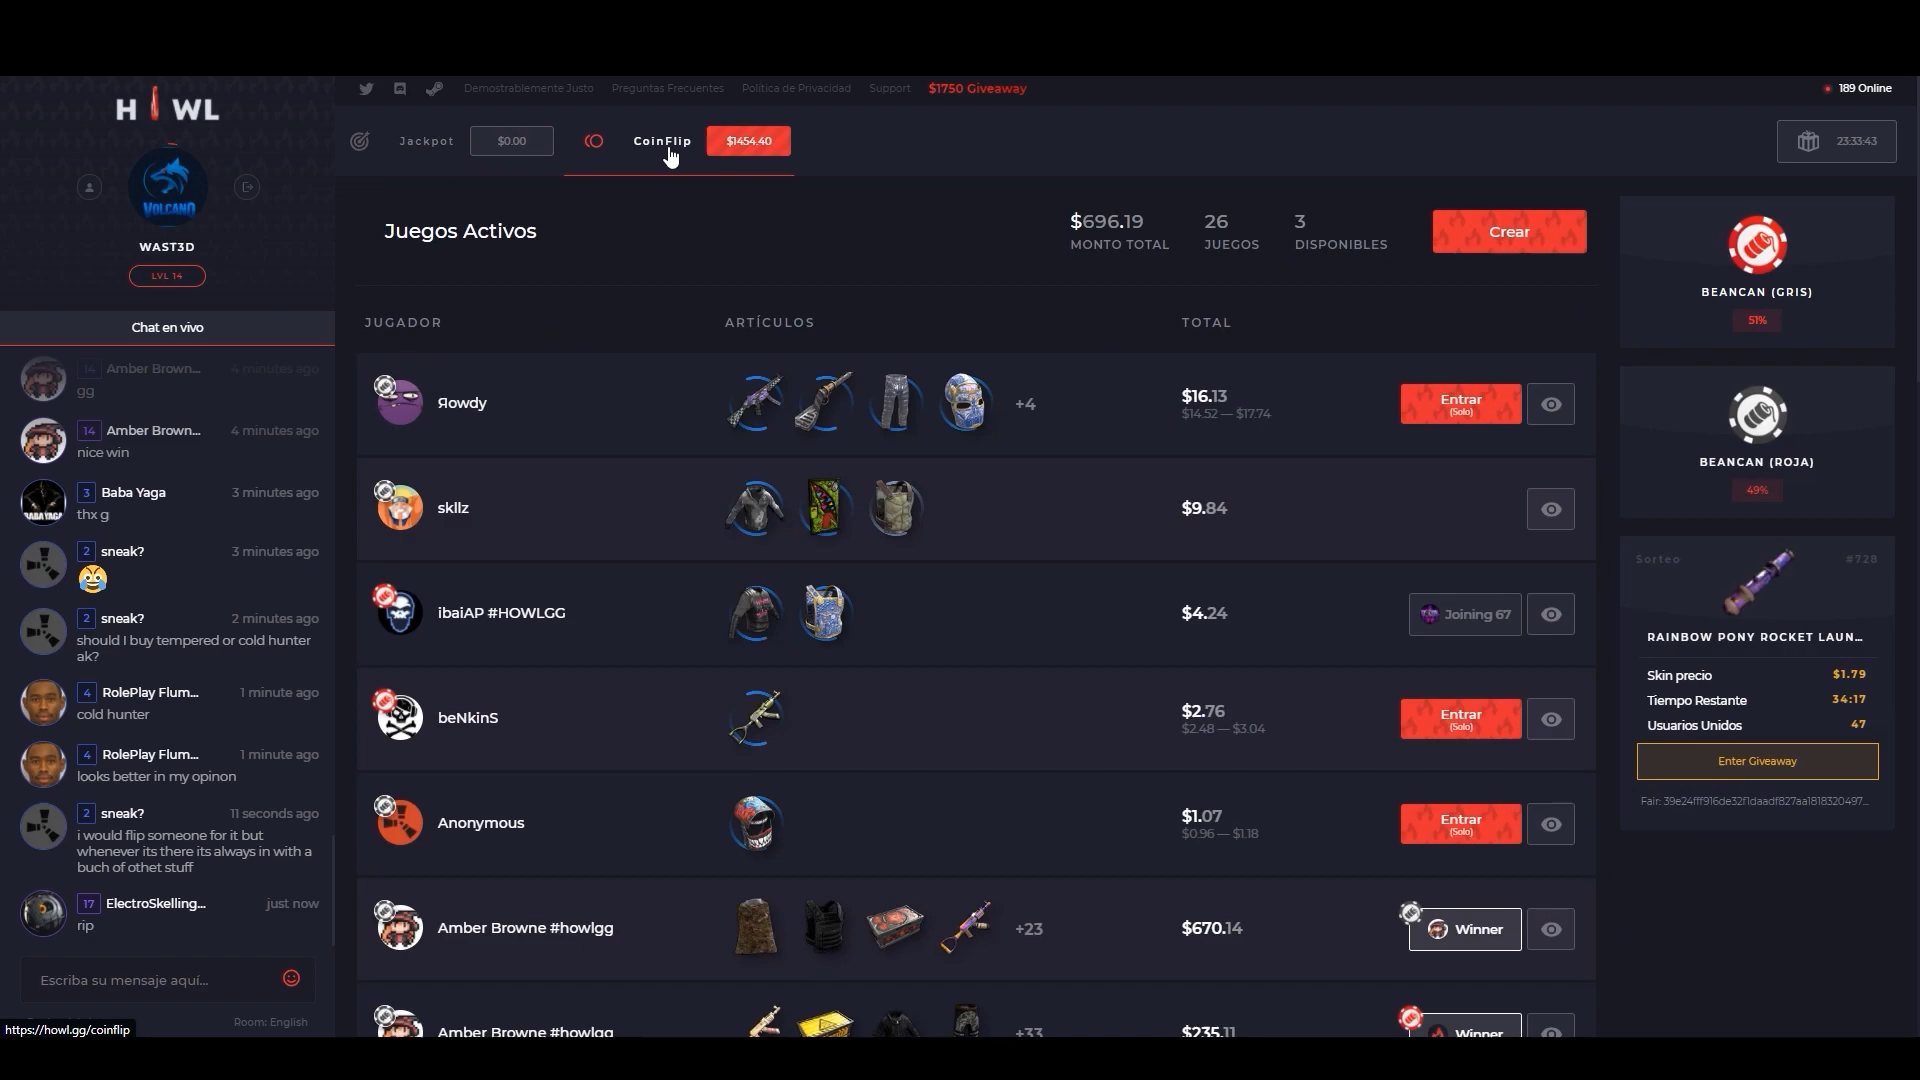 H WL
VOLCANO
WAST3D
LVL 14
Chat en vivo
14 Amber Brown... 4 minutes ago
gg
14 Amber Brown... 4 minutes ago
nice win
BABA YAGA
3 Baba Yaga 3 minutes ago
thx g
2 sneak? 3 minutes ago
2 sneak? 2 minutes ago
should I buy tempered or cold hunter
ak?
4 RolePlay Flum... 1 minute ago
cold hunter
4 RolePlay Flum... 1 minute ago
looks better in my opinon
2 sneak? 11 seconds ago
i would flip someone for it but
whenever its there its always in with a
buch of othet stuff
17 ElectroSkelling... just now
rip
Escriba su mensaje aquí...
Room: English
https://howl.gg/coinflip
Demostrablemente Justo Preguntas Frecuentes Política de Privacidad Support $1750 Giveaway 189 Online
Jackpot $0.00 CoinFlip $1454.40 23:33:43
Juegos Activos
$696.19 26 3
MONTO TOTAL JUEGOS DISPONIBLES
Crear
JUGADOR ARTÍCULOS TOTAL
Rowdy +4 $16.13 Entrar
$14.52 — $17.74 (Solo)
skllz $9.84
ibaiAP #HOWLGG $4.24 Joining 67
beNkinS $2.76 Entrar
$2.48 — $3.04 (Solo)
Anonymous $1.07 Entrar
$0.96 — $1.18 (Solo)
Amber Browne #howlgg +23 $670.14 Winner
Amber Browne #howlgg +33 $235.11 Winner
BEANCAN (GRIS)
51%
BEANCAN (ROJA)
49%
Sorteo #728
RAINBOW PONY ROCKET LAUN...
Skin precio $1.79
Tiempo Restante 34:17
Usuarios Unidos 47
Enter Giveaway
Fair: 39e24fff916de32f1daadf827aa1818320497...